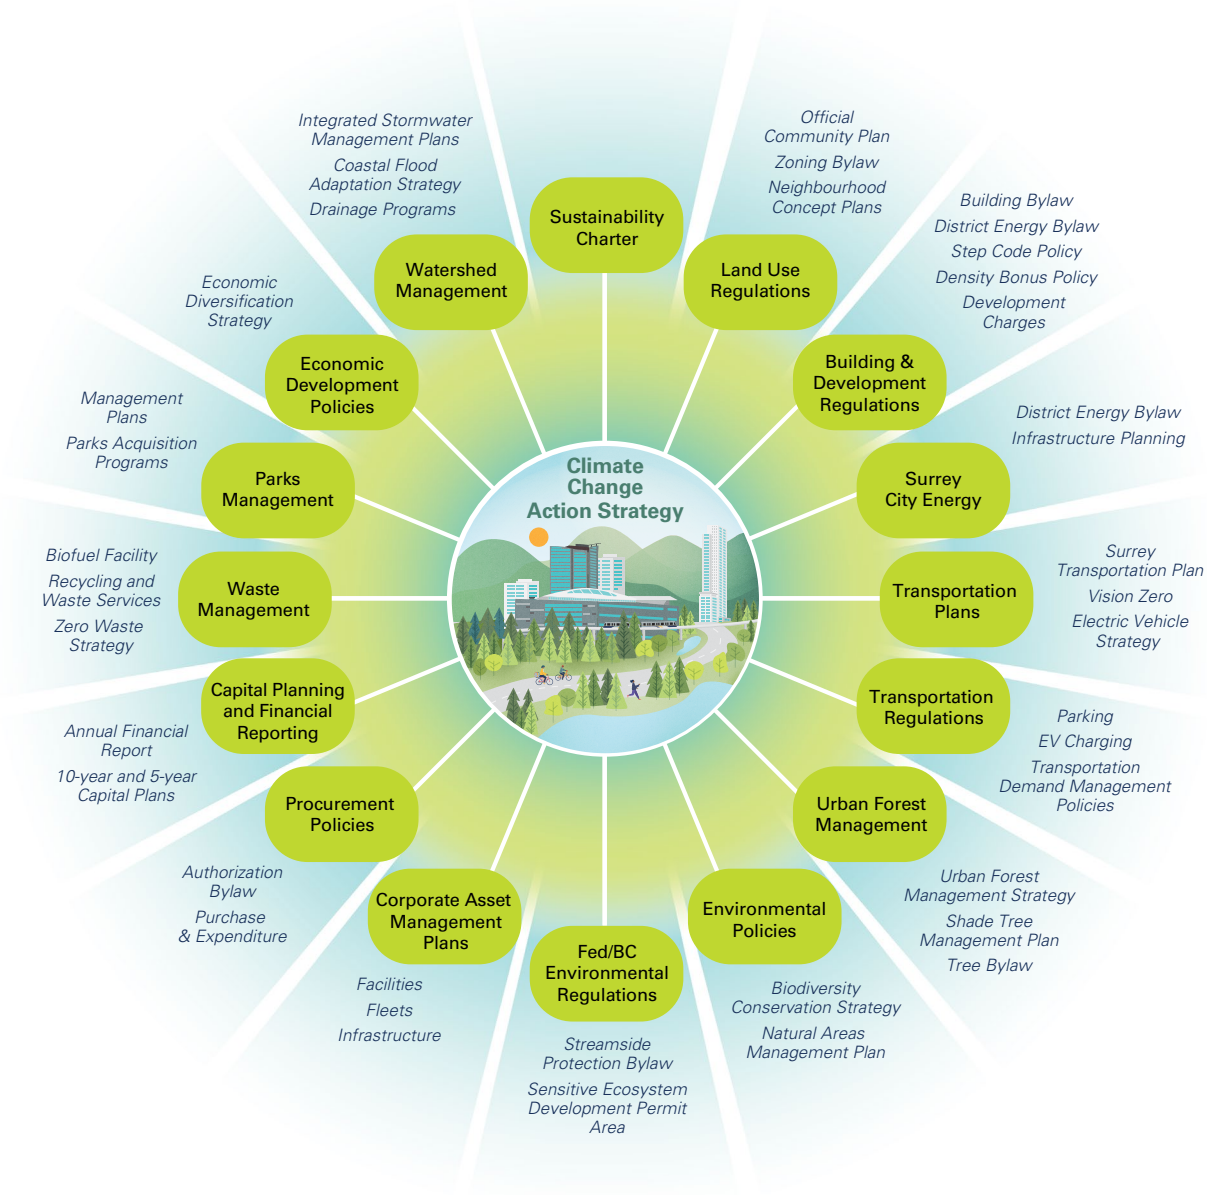 Climate
Change
Action Strategy
Sustainability
Charter
Official
Community Plan
Zoning Bylaw
Neighbourhood
Concept Plans
Land Use
Regulations
Building Bylaw
District Energy Bylaw
Step Code Policy
Density Bonus Policy
Development
Charges
Building &
Development
Regulations
District Energy Bylaw
Infrastructure Planning
Surrey
City Energy
Surrey
Transportation Plan
Vision Zero
Electric Vehicle
Strategy
Transportation
Plans
Transportation
Regulations
Parking
EV Charging
Transportation
Demand Management
Policies
Urban Forest
Management
Urban Forest
Management Strategy
Shade Tree
Management Plan
Tree Bylaw
Environmental
Policies
Biodiversity
Conservation Strategy
Natural Areas
Management Plan
Fed/BC
Environmental
Regulations
Streamside
Protection Bylaw
Sensitive Ecosystem
Development Permit
Area
Corporate Asset
Management
Plans
Facilities
Fleets
Infrastructure
Procurement
Policies
Authorization
Bylaw
Purchase
& Expenditure
Capital Planning
and Financial
Reporting
Annual Financial
Report
10-year and 5-year
Capital Plans
Waste
Management
Biofuel Facility
Recycling and
Waste Services
Zero Waste
Strategy
Parks
Management
Management
Plans
Parks Acquisition
Programs
Economic
Development
Policies
Economic
Diversification
Strategy
Watershed
Management
Integrated Stormwater
Management Plans
Coastal Flood
Adaptation Strategy
Drainage Programs